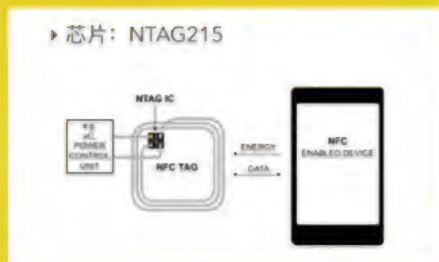 ▸ 芯片：NTAG215
NTAG IC
POWER
CONTROL
UNIT
NFC TAG
ENERGY
DATA
NFC
ENABLED DEVICE